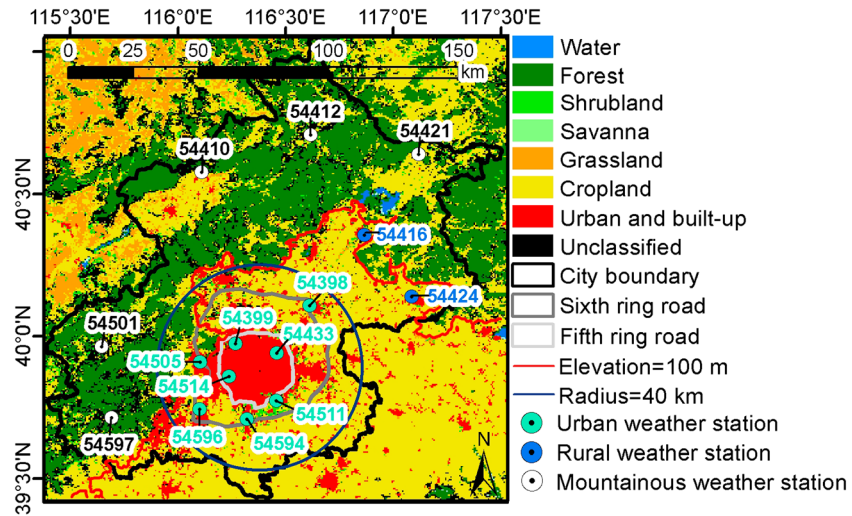 115°30'E 116°0'E 116°30'E 117°0'E 117°30'E
0 25 50 100 150
km
54412
54421
54410
40°30'N
54416
54398
54424
54399
54433
40°0'N
54501
54505
54514
54511
54596
54594
54597
39°30'N
N
Water
Forest
Shrubland
Savanna
Grassland
Cropland
Urban and built-up
Unclassified
City boundary
Sixth ring road
Fifth ring road
Elevation=100 m
Radius=40 km
Urban weather station
Rural weather station
Mountainous weather station